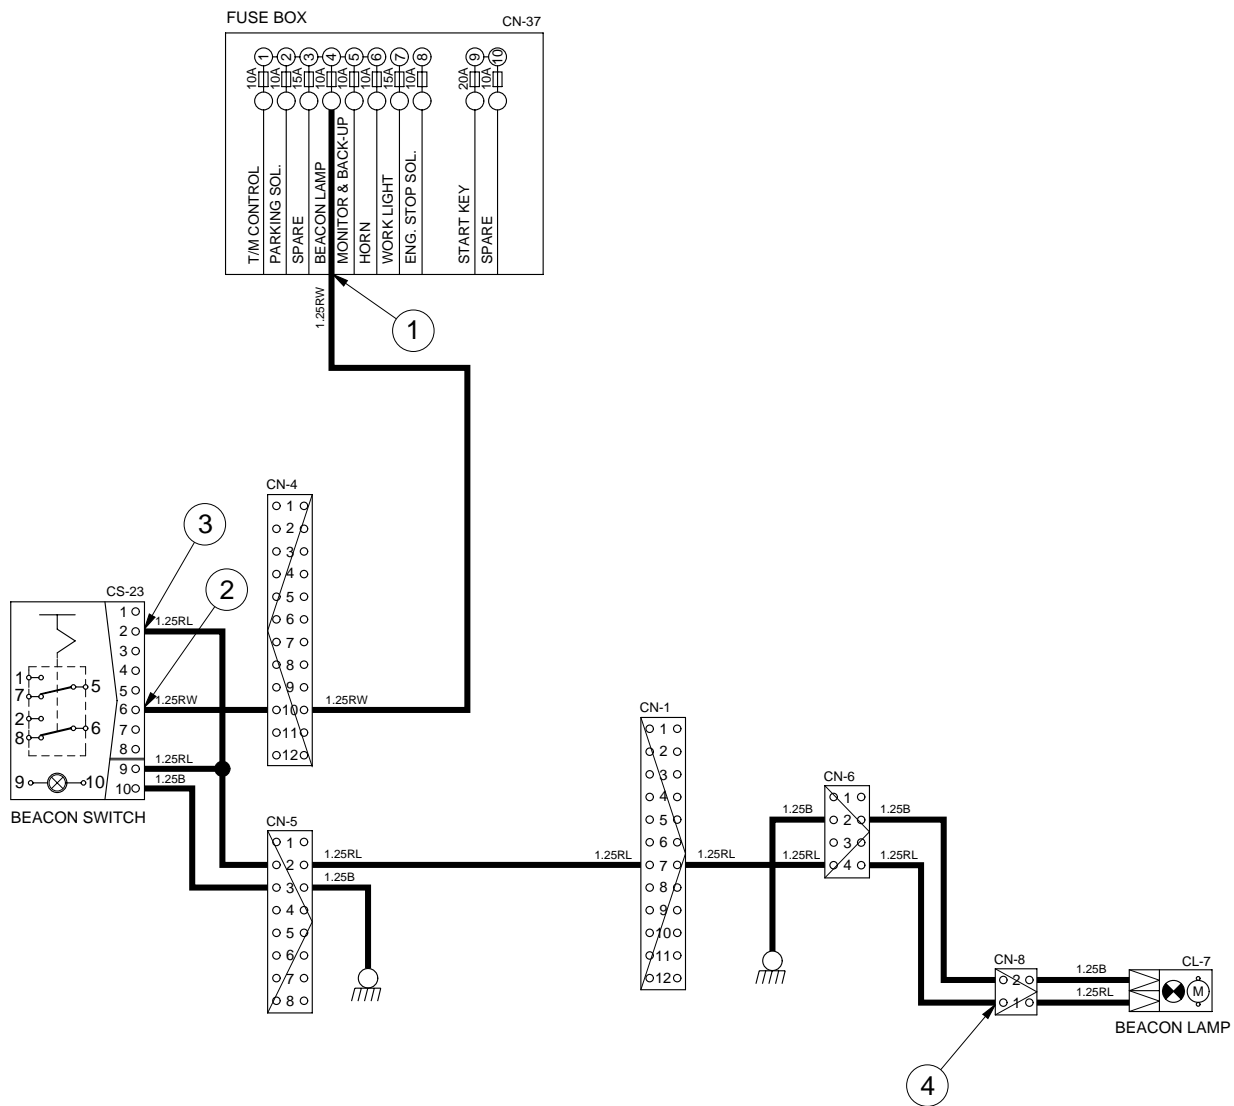 FUSE BOX
CN-37
1 2 3 4 5 6 7 8 9 10
10A 10A 15A 10A 10A 10A 15A 10A 20A 10A
T/M CONTROL
PARKING SOL.
SPARE
BEACON LAMP
MONITOR & BACK-UP
HORN
WORK LIGHT
ENG. STOP SOL.
START KEY
SPARE
1.25RW
1
CN-4
1
2
3
4
5
6
7
8
9
10
11
12
1.25RW
1.25RW
3
2
CS-23
1
2
3
4
5
6
7
8
9
10
1.25RL
1.25RL
1.25B
1
7
5
2
8
6
9
10
BEACON SWITCH
CN-5
1
2
3
4
5
6
7
8
1.25RL
1.25B
1.25RL
CN-1
1
2
3
4
5
6
7
8
9
10
11
12
1.25RL
1.25B
1.25RL
CN-6
1
2
3
4
1.25B
1.25RL
CN-8
2
1
1.25B
1.25RL
CL-7
M
BEACON LAMP
4